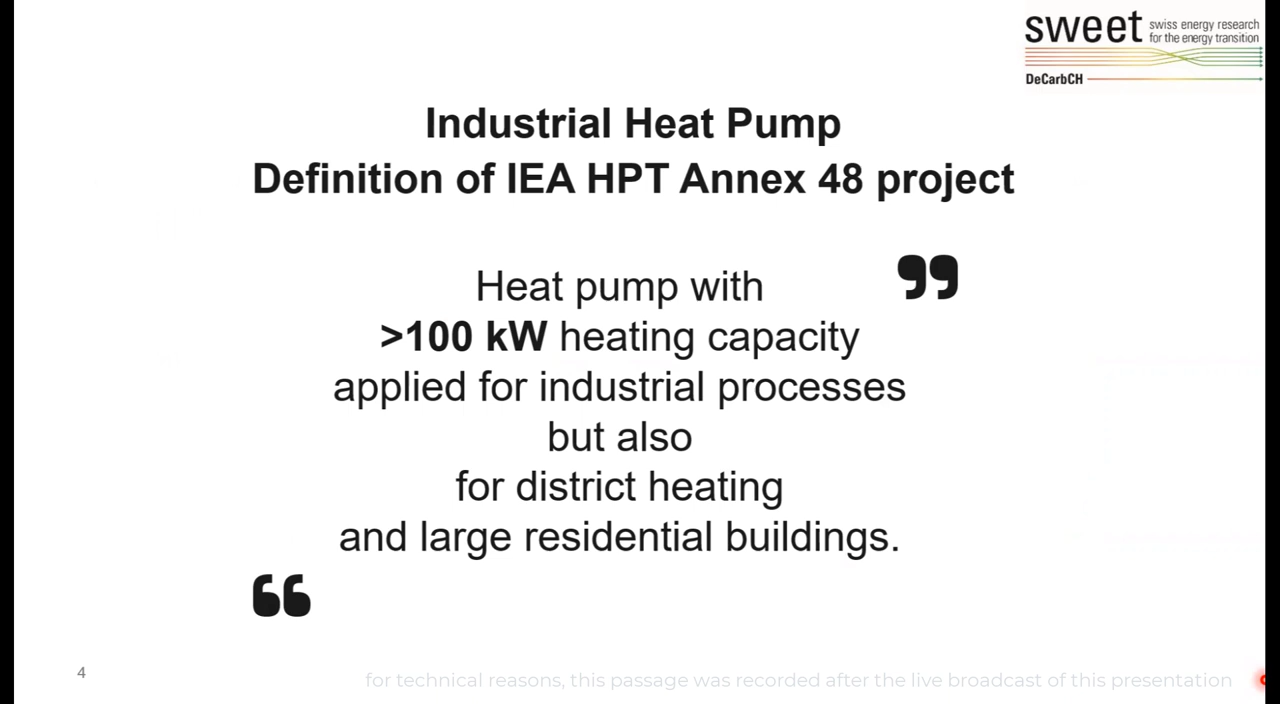 sweet swiss energy research
for the energy transition
DeCarbCH
Industrial Heat Pump
Definition of IEA HPT Annex 48 project
”
Heat pump with
>100 kW heating capacity
applied for industrial processes
but also
for district heating
and large residential buildings.
“
4
for technical reasons, this passage was recorded after the live broadcast of this presentation